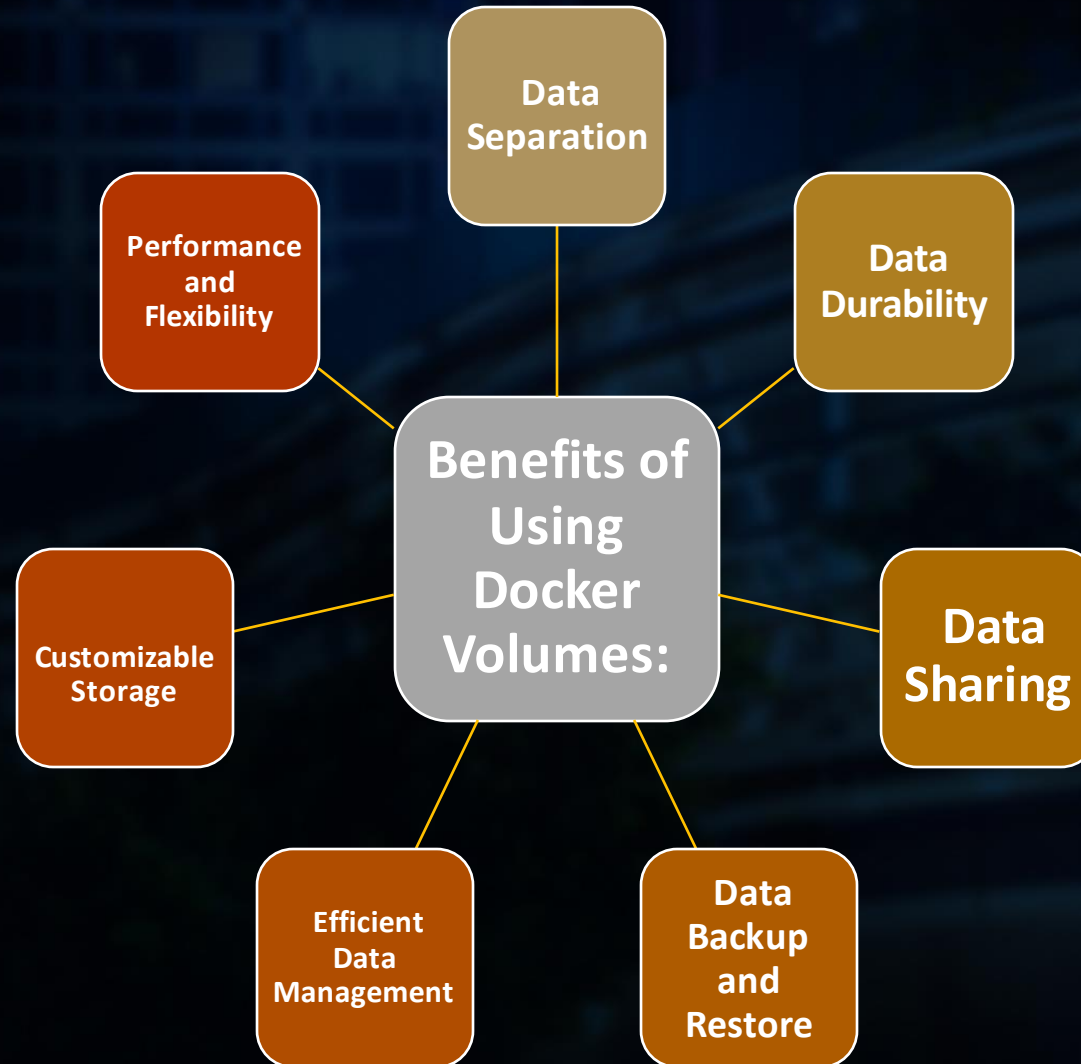 Data
Separation
Data
Durability
Data
Sharing
Data
Backup
and
Restore
Efficient
Data
Management
Customizable
Storage
Performance
and
Flexibility
Benefits of
Using
Docker
Volumes: